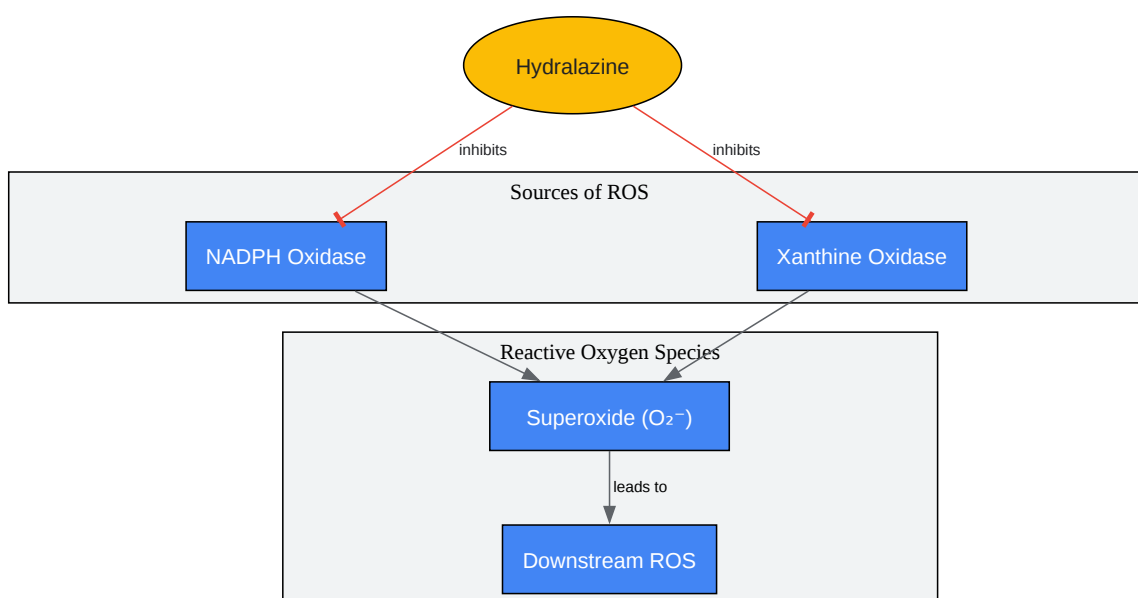 Hydralazine
inhibits
inhibits
Sources of ROS
NADPH Oxidase
Xanthine Oxidase
Reactive Oxygen Species
Superoxide (O₂⁻)
leads to
Downstream ROS